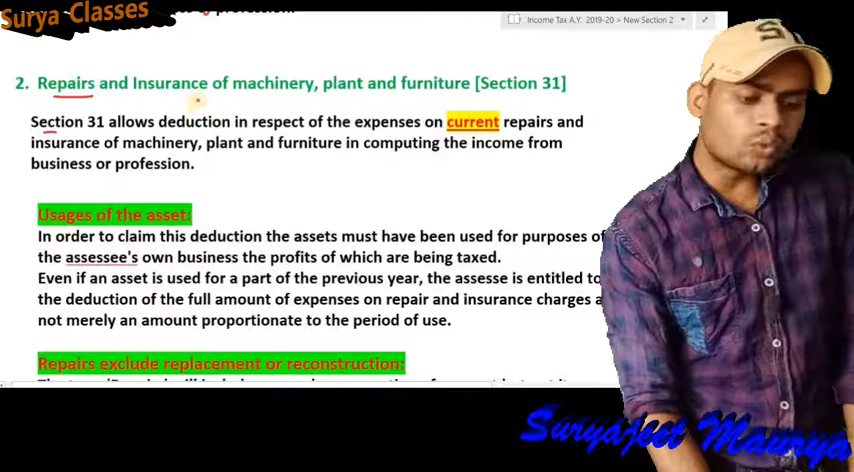 Surya Classes
Income Tax A.Y. 2019-20 > New Section 2
2. Repairs and Insurance of machinery, plant and furniture [Section 31]
Section 31 allows deduction in respect of the expenses on current repairs and
insurance of machinery, plant and furniture in computing the income from
business or profession.
Usages of the asset:
In order to claim this deduction the assets must have been used for purposes of
the assessee's own business the profits of which are being taxed.
Even if an asset is used for a part of the previous year, the assesse is entitled to
the deduction of the full amount of expenses on repair and insurance charges a
not merely an amount proportionate to the period of use.
Repairs exclude replacement or reconstruction:
Suryajeet Maurya